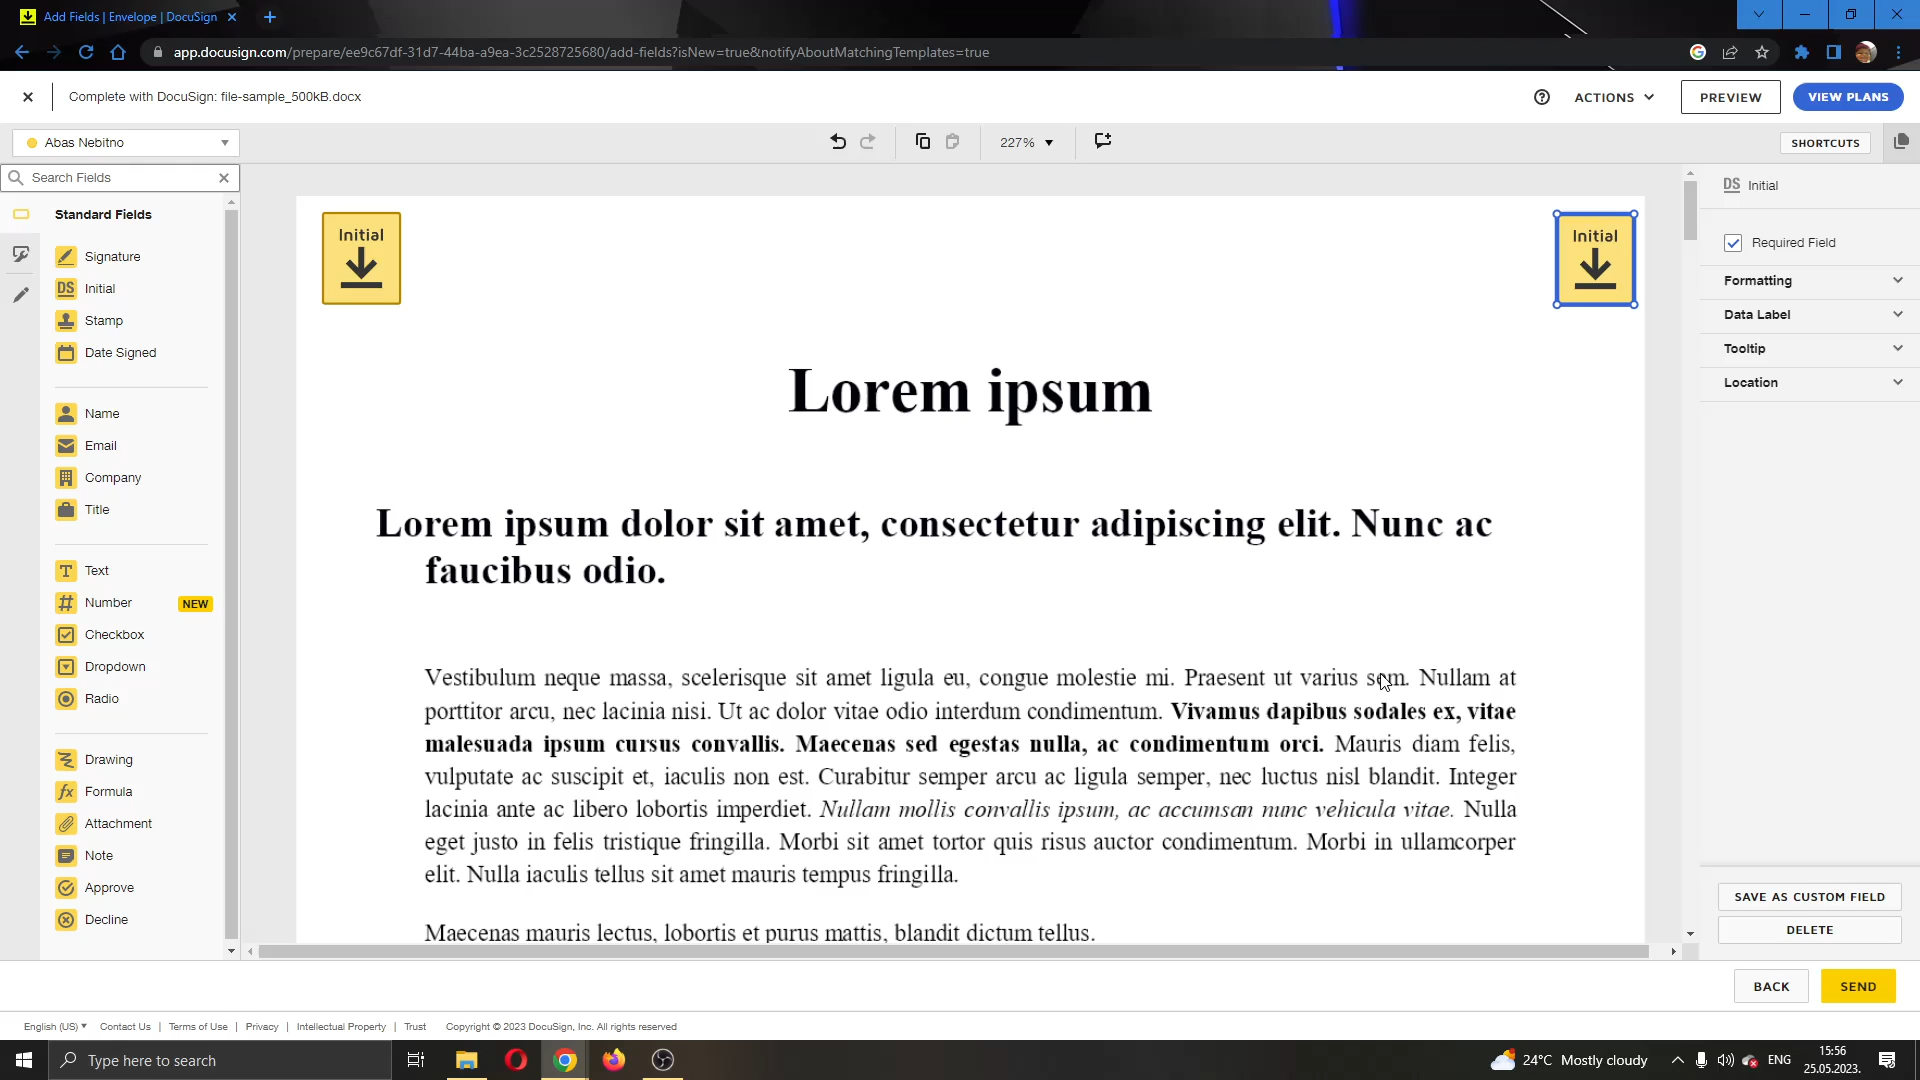 Add Fields | Envelope | DocuSign
app.docusign.com/prepare/ee9c67df-31d7-44ba-a9ea-3c2528725680/add-fields?isNew=true&notifyAboutMatchingTemplates=true
Complete with DocuSign: file-sample_500kB.docx
ACTIONS
PREVIEW
VIEW PLANS
Abas Nebitno
227%
SHORTCUTS
Search Fields
Standard Fields
Signature
DS Initial
Stamp
Date Signed
Name
Email
Company
Title
Text
Number NEW
Checkbox
Dropdown
Radio
Drawing
Formula
Attachment
Note
Approve
Decline
Initial
Initial
Lorem ipsum
Lorem ipsum dolor sit amet, consectetur adipiscing elit. Nunc ac
faucibus odio.
Vestibulum neque massa, scelerisque sit amet ligula eu, congue molestie mi. Praesent ut varius sem. Nullam at
porttitor arcu, nec lacinia nisi. Ut ac dolor vitae odio interdum condimentum. Vivamus dapibus sodales ex, vitae
malesuada ipsum cursus convallis. Maecenas sed egestas nulla, ac condimentum orci. Mauris diam felis,
vulputate ac suscipit et, iaculis non est. Curabitur semper arcu ac ligula semper, nec luctus nisl blandit. Integer
lacinia ante ac libero lobortis imperdiet. Nullam mollis convallis ipsum, ac accumsan nunc vehicula vitae. Nulla
eget justo in felis tristique fringilla. Morbi sit amet tortor quis risus auctor condimentum. Morbi in ullamcorper
elit. Nulla iaculis tellus sit amet mauris tempus fringilla.
Maecenas mauris lectus, lobortis et purus mattis, blandit dictum tellus.
DS Initial
Required Field
Formatting
Data Label
Tooltip
Location
SAVE AS CUSTOM FIELD
DELETE
BACK
SEND
English (US) Contact Us | Terms of Use | Privacy | Intellectual Property | Trust Copyright © 2023 DocuSign, Inc. All rights reserved
Type here to search
24°C Mostly cloudy
ENG
15:56
25.05.2023.